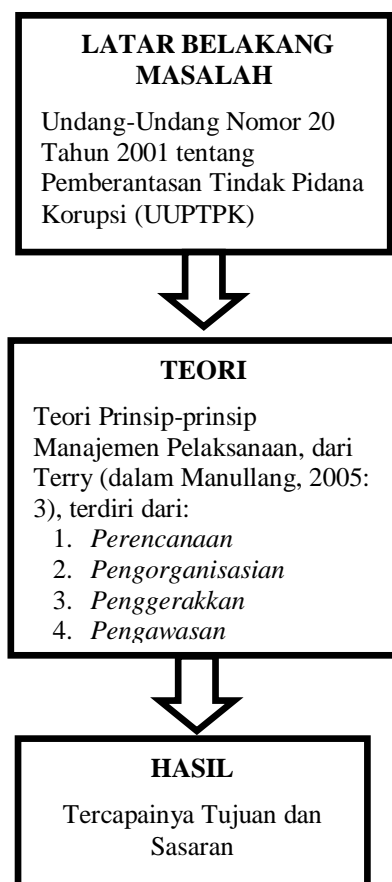 LATAR BELAKANG
MASALAH
Undang-Undang Nomor 20
Tahun 2001 tentang
Pemberantasan Tindak Pidana
Korupsi (UUPTPK)
TEORI
Teori Prinsip-prinsip
Manajemen Pelaksanaan, dari
Terry (dalam Manullang, 2005:
3), terdiri dari:
1. Perencanaan
2. Pengorganisasian
3. Penggerakkan
4. Pengawasan
HASIL
Tercapainya Tujuan dan
Sasaran